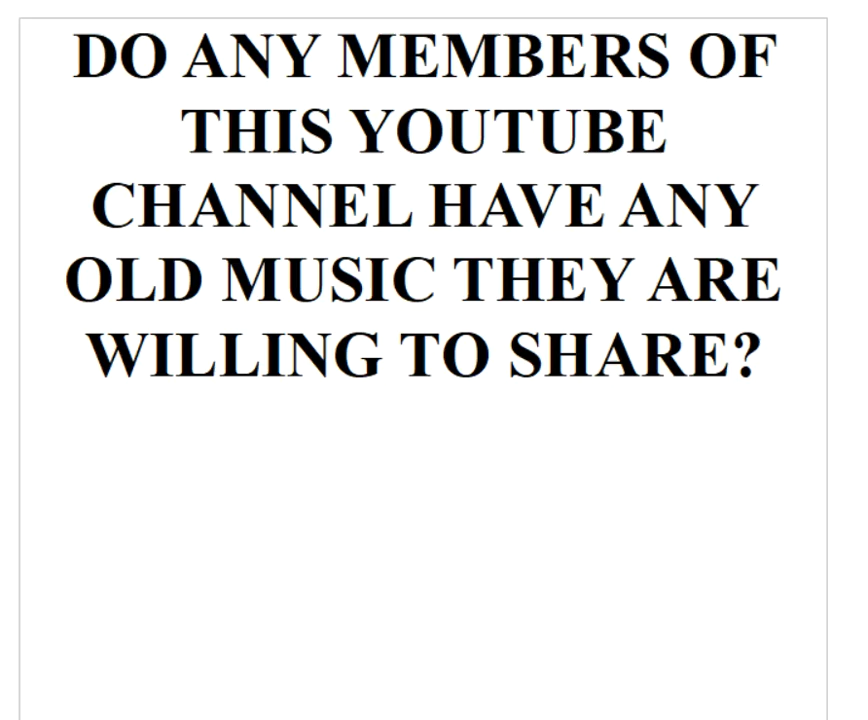 DO ANY MEMBERS OF
THIS YOUTUBE
CHANNEL HAVE ANY
OLD MUSIC THEY ARE
WILLING TO SHARE?